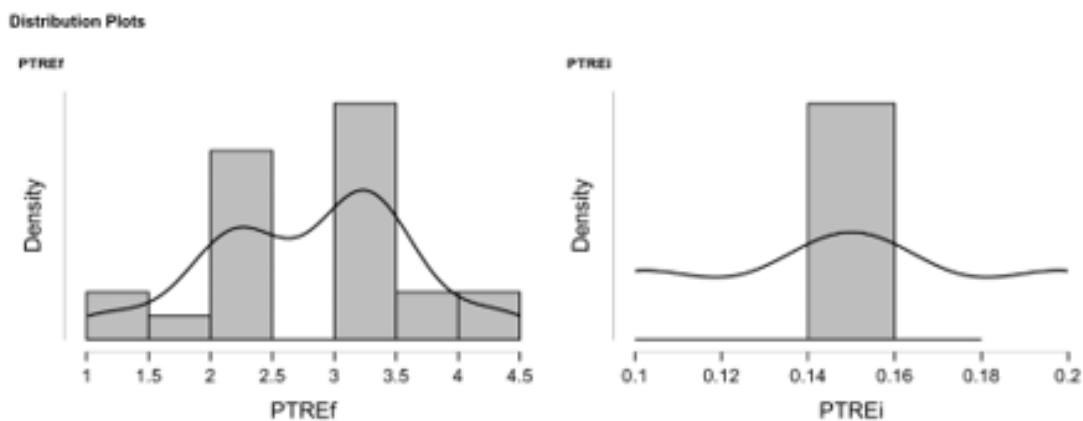 Distribution Plots
PTREf
PTREi
Density
1 1.5 2 2.5 3 3.5 4 4.5
PTREf
Density
0.1 0.12 0.14 0.16 0.18 0.2
PTREi